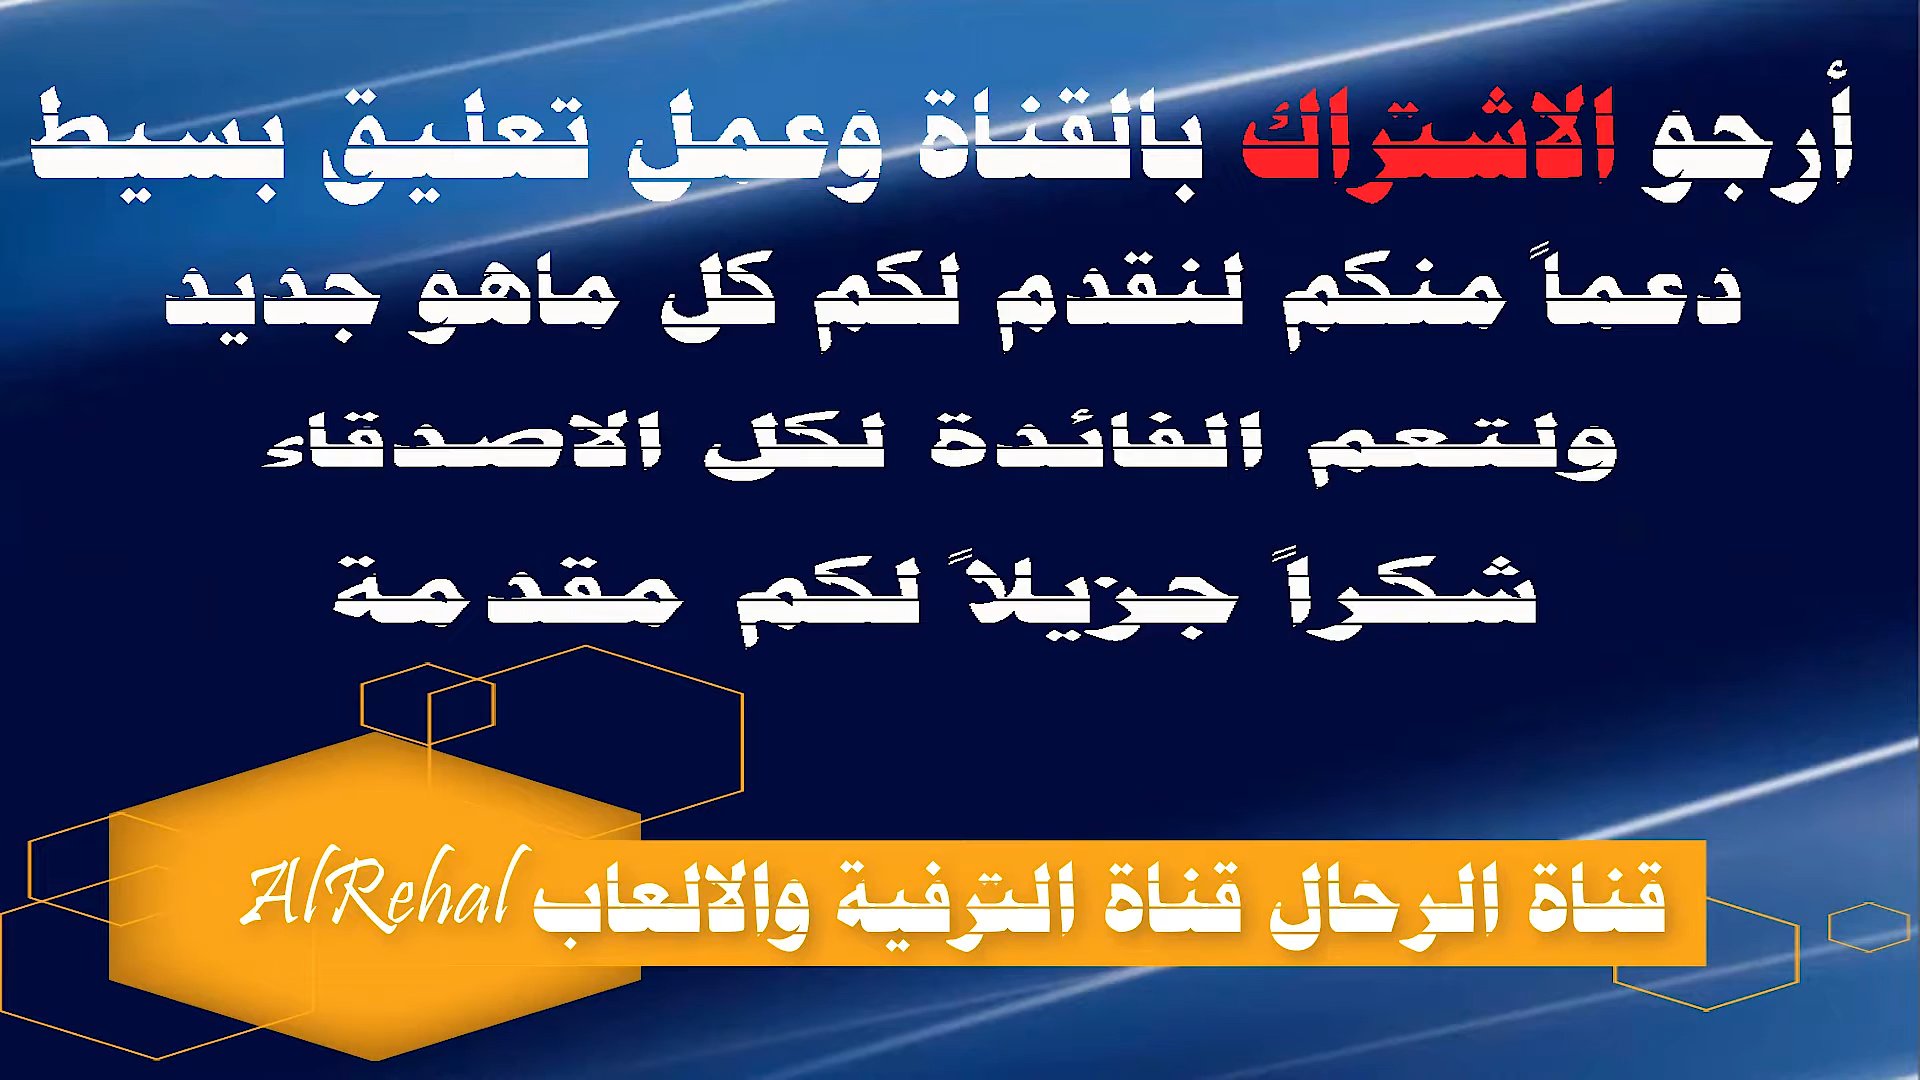 أرجو الاشتراك بالقناة وعمل تعليق بسيط
دعماً منكم لنقدم لكم كل ماهو جديد
ولتعم الفائدة لكل الاصدقاء
شكراً جزيلاً لكم مقدمة
قناة الرحال قناة الترفية والالعاب AlRehal